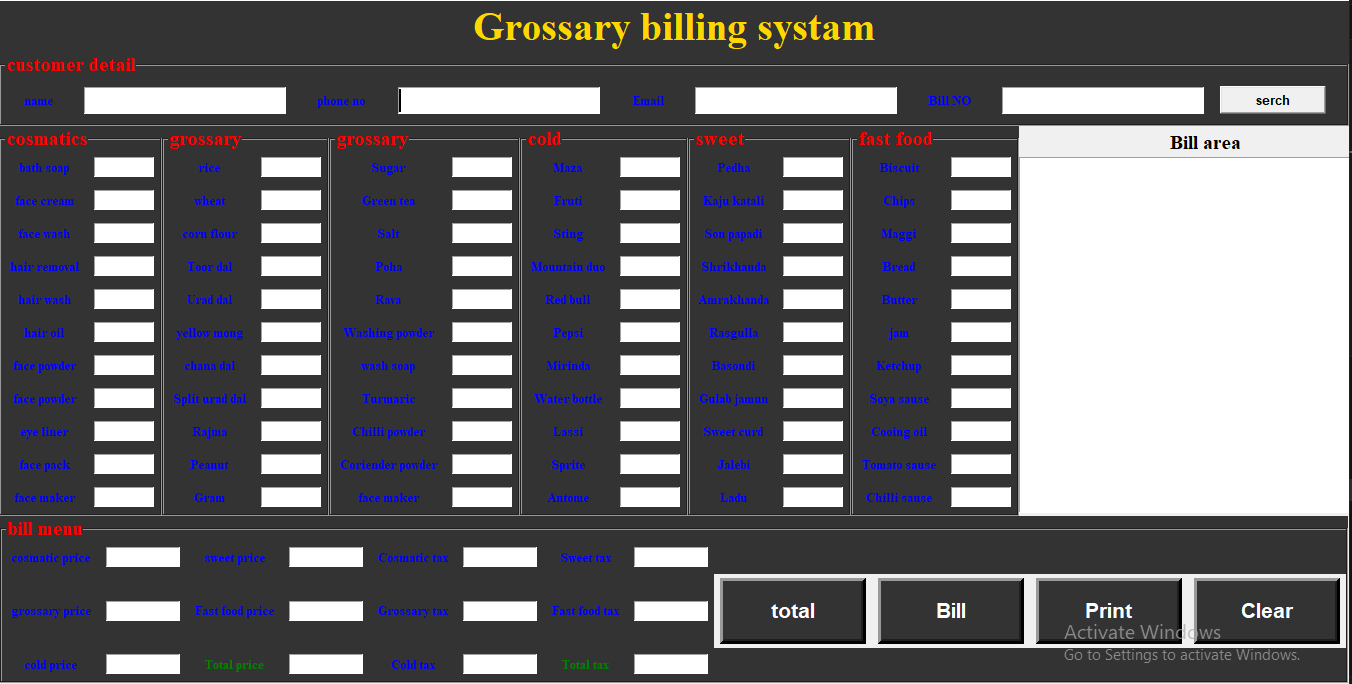 Grossary billing systam
customer detail
name phone no Email Bill NO serch
cosmatics grossary grossary cold sweet fast food Bill area
bath soap rice Sugar Maza Pedha Biscuit
face cream wheat Green tea Fruti Kaju katali Chips
face wash corn flour Salt Sting Son papadi Maggi
hair removal Toor dal Poha Mountain duo Shrikhanda Bread
hair wash Urad dal Rava Red bull Amrakhanda Butter
hair oil yellow mong Washing powder Pepsi Rasgulla jam
face powder chana dal wash soap Mirinda Basondi Ketchup
face powder Split urad dal Turmaric Water bottle Gulab jamun Soya sause
eye liner Rajma Chilli powder Lassi Sweet curd Cooing oil
face pack Peanut Coriender powder Sprite Jalebi Tomato sause
face maker Gram face maker Antome Ladu Chilli sause
bill menu
cosmatic price sweet price Cosmatic tax Sweet tax
grossary price Fast food price Grossary tax Fast food tax total Bill Print Clear
cold price Total price Cold tax Total tax
Activate Windows
Go to Settings to activate Windows.